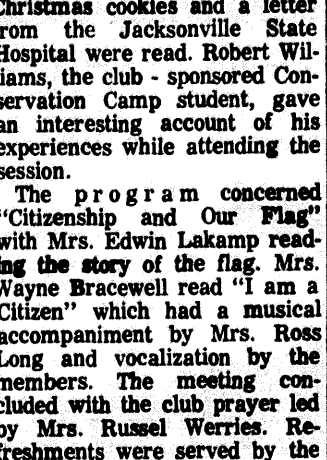 Christmas cookies and a letter
from the Jacksonville State
Hospital were read. Robert Wil-
liams, the club - sponsored Con-
servation Camp student, gave
an interesting account of his
experiences while attending the
session.
The program concerned
"Citizenship and Our Flag"
with Mrs. Edwin Lakamp read-
ing the story of the flag. Mrs.
Wayne Bracewell read "I am a
Citizen" which had a musical
accompaniment by Mrs. Ross
Long and vocalization by the
members. The meeting con-
cluded with the club prayer led
by Mrs. Russel Werries. Re-
freshments were served by the